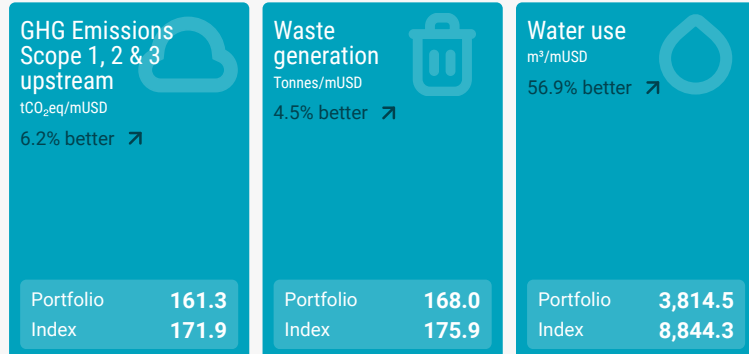 GHG Emissions
Scope 1, 2 & 3
upstream
tCO₂eq/mUSD
6.2% better ↗
Portfolio 161.3
Index 171.9
Waste
generation
Tonnes/mUSD
4.5% better ↗
Portfolio 168.0
Index 175.9
Water use
m³/mUSD
56.9% better ↗
Portfolio 3,814.5
Index 8,844.3